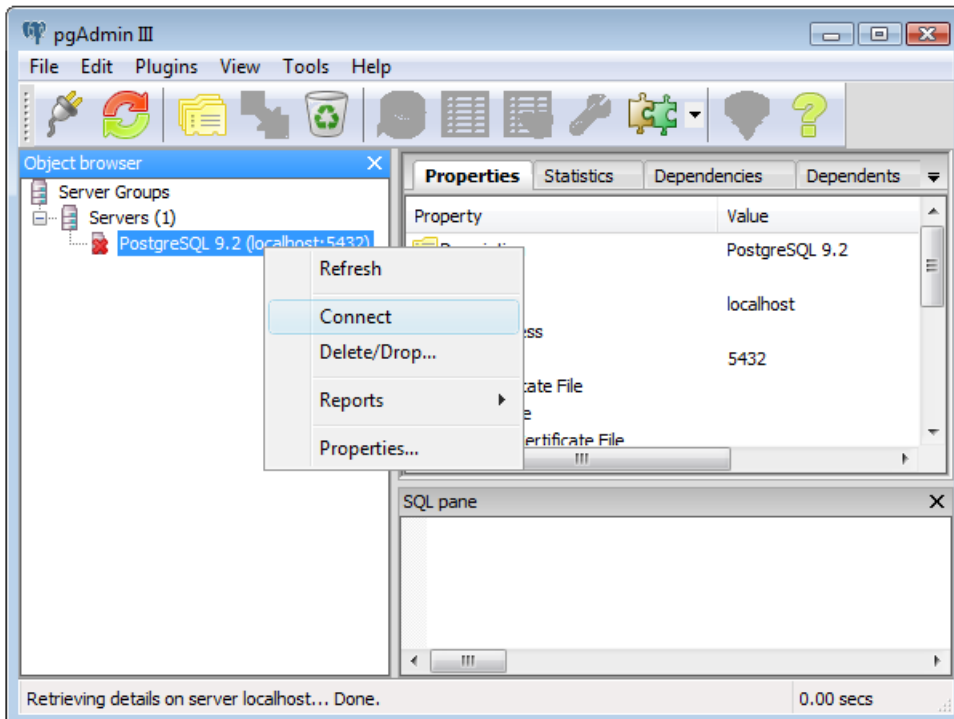 pgAdmin III
File Edit Plugins View Tools Help
Object browser
Server Groups
Servers (1)
PostgreSQL 9.2 (localhost:5432)
Refresh
Connect
Delete/Drop...
Reports
Properties...
Properties Statistics Dependencies Dependents
Property Value
PostgreSQL 9.2
localhost
5432
ate File
ertificate File
SQL pane
Retrieving details on server localhost... Done. 0.00 secs